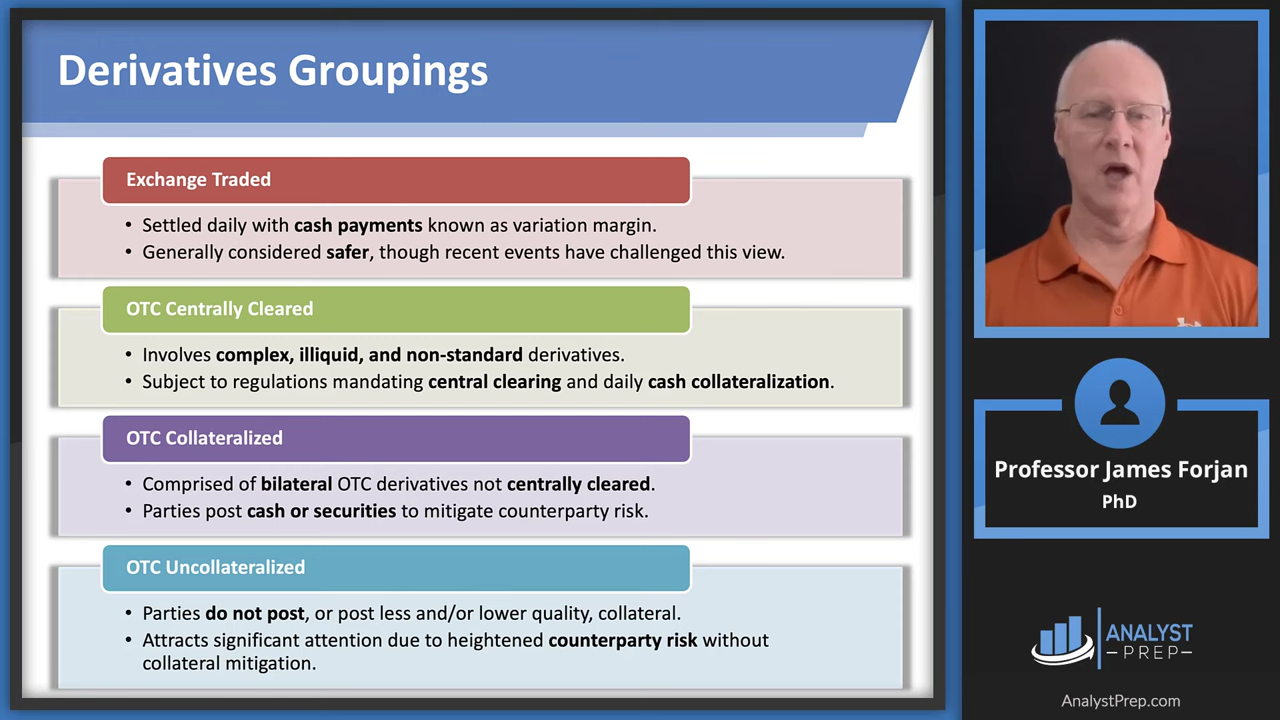 Derivatives Groupings
Exchange Traded
• Settled daily with cash payments known as variation margin.
• Generally considered safer, though recent events have challenged this view.
OTC Centrally Cleared
• Involves complex, illiquid, and non-standard derivatives.
• Subject to regulations mandating central clearing and daily cash collateralization.
OTC Collateralized
• Comprised of bilateral OTC derivatives not centrally cleared.
• Parties post cash or securities to mitigate counterparty risk.
OTC Uncollateralized
• Parties do not post, or post less and/or lower quality, collateral.
• Attracts significant attention due to heightened counterparty risk without
collateral mitigation.
Professor James Forjan
PhD
ANALYST
PREP
AnalystPrep.com